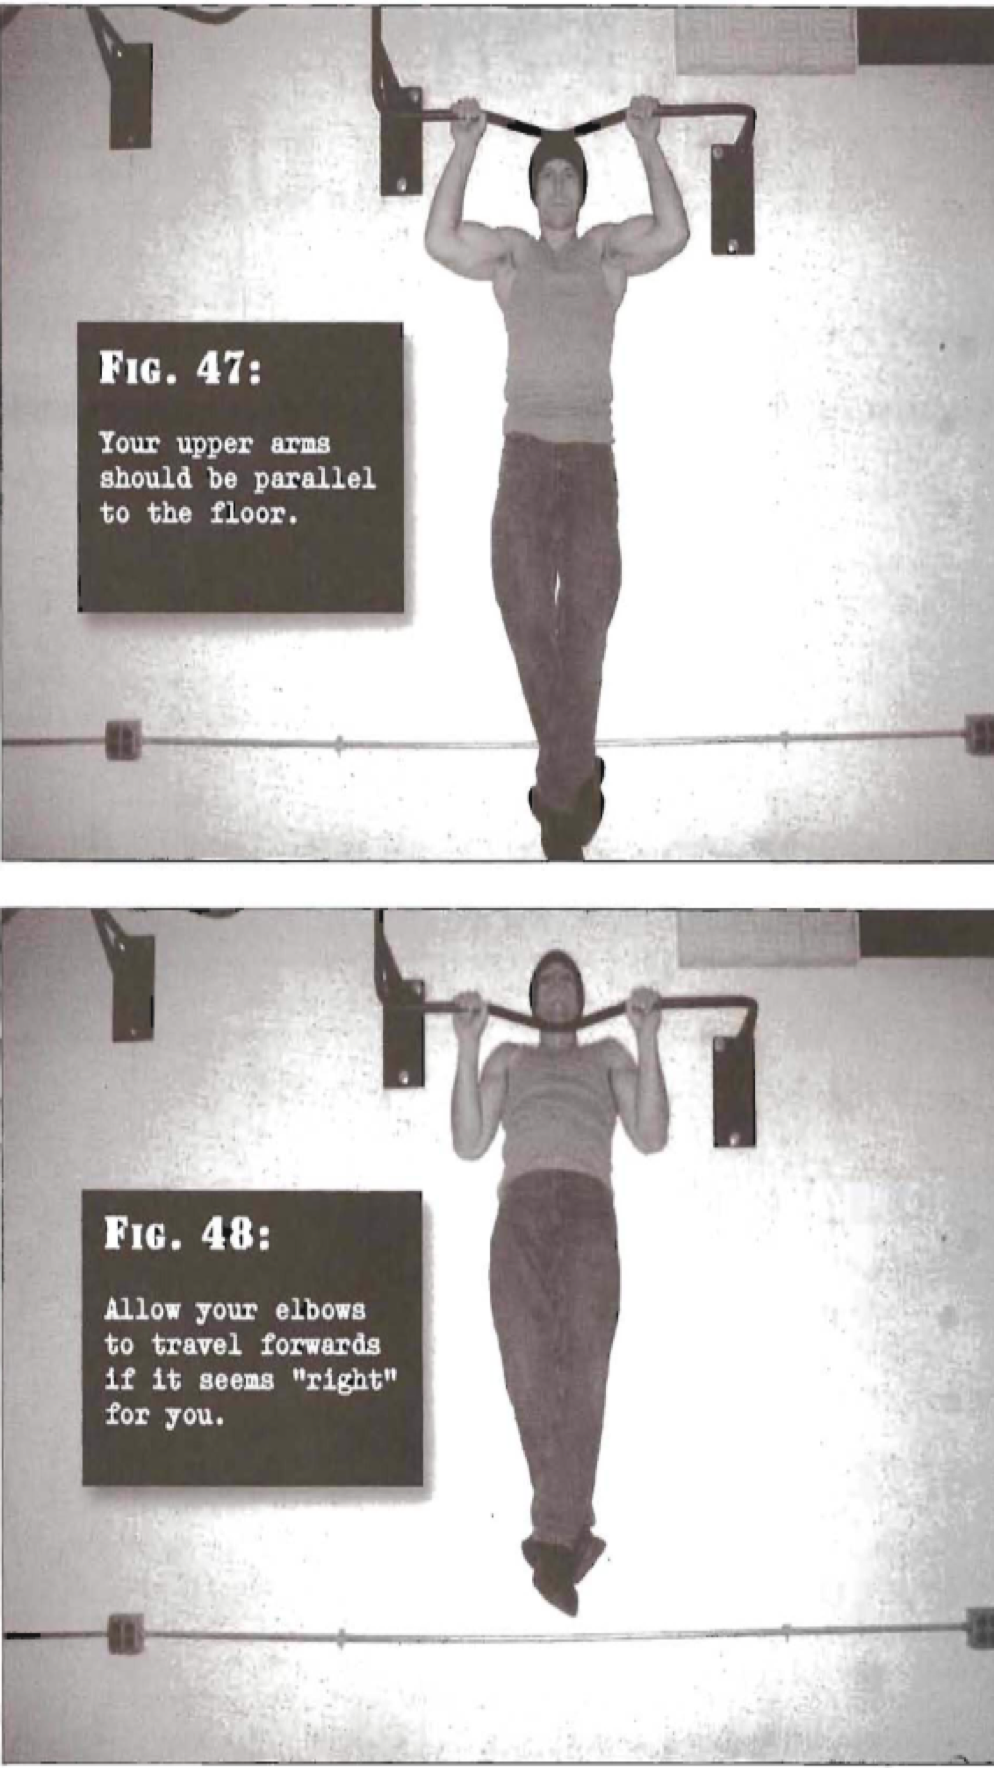 FIG. 47:
Your upper arms
should be parallel
to the floor.
FIG. 48:
Allow your elbows
to travel forwards
if it seems "right"
for you.